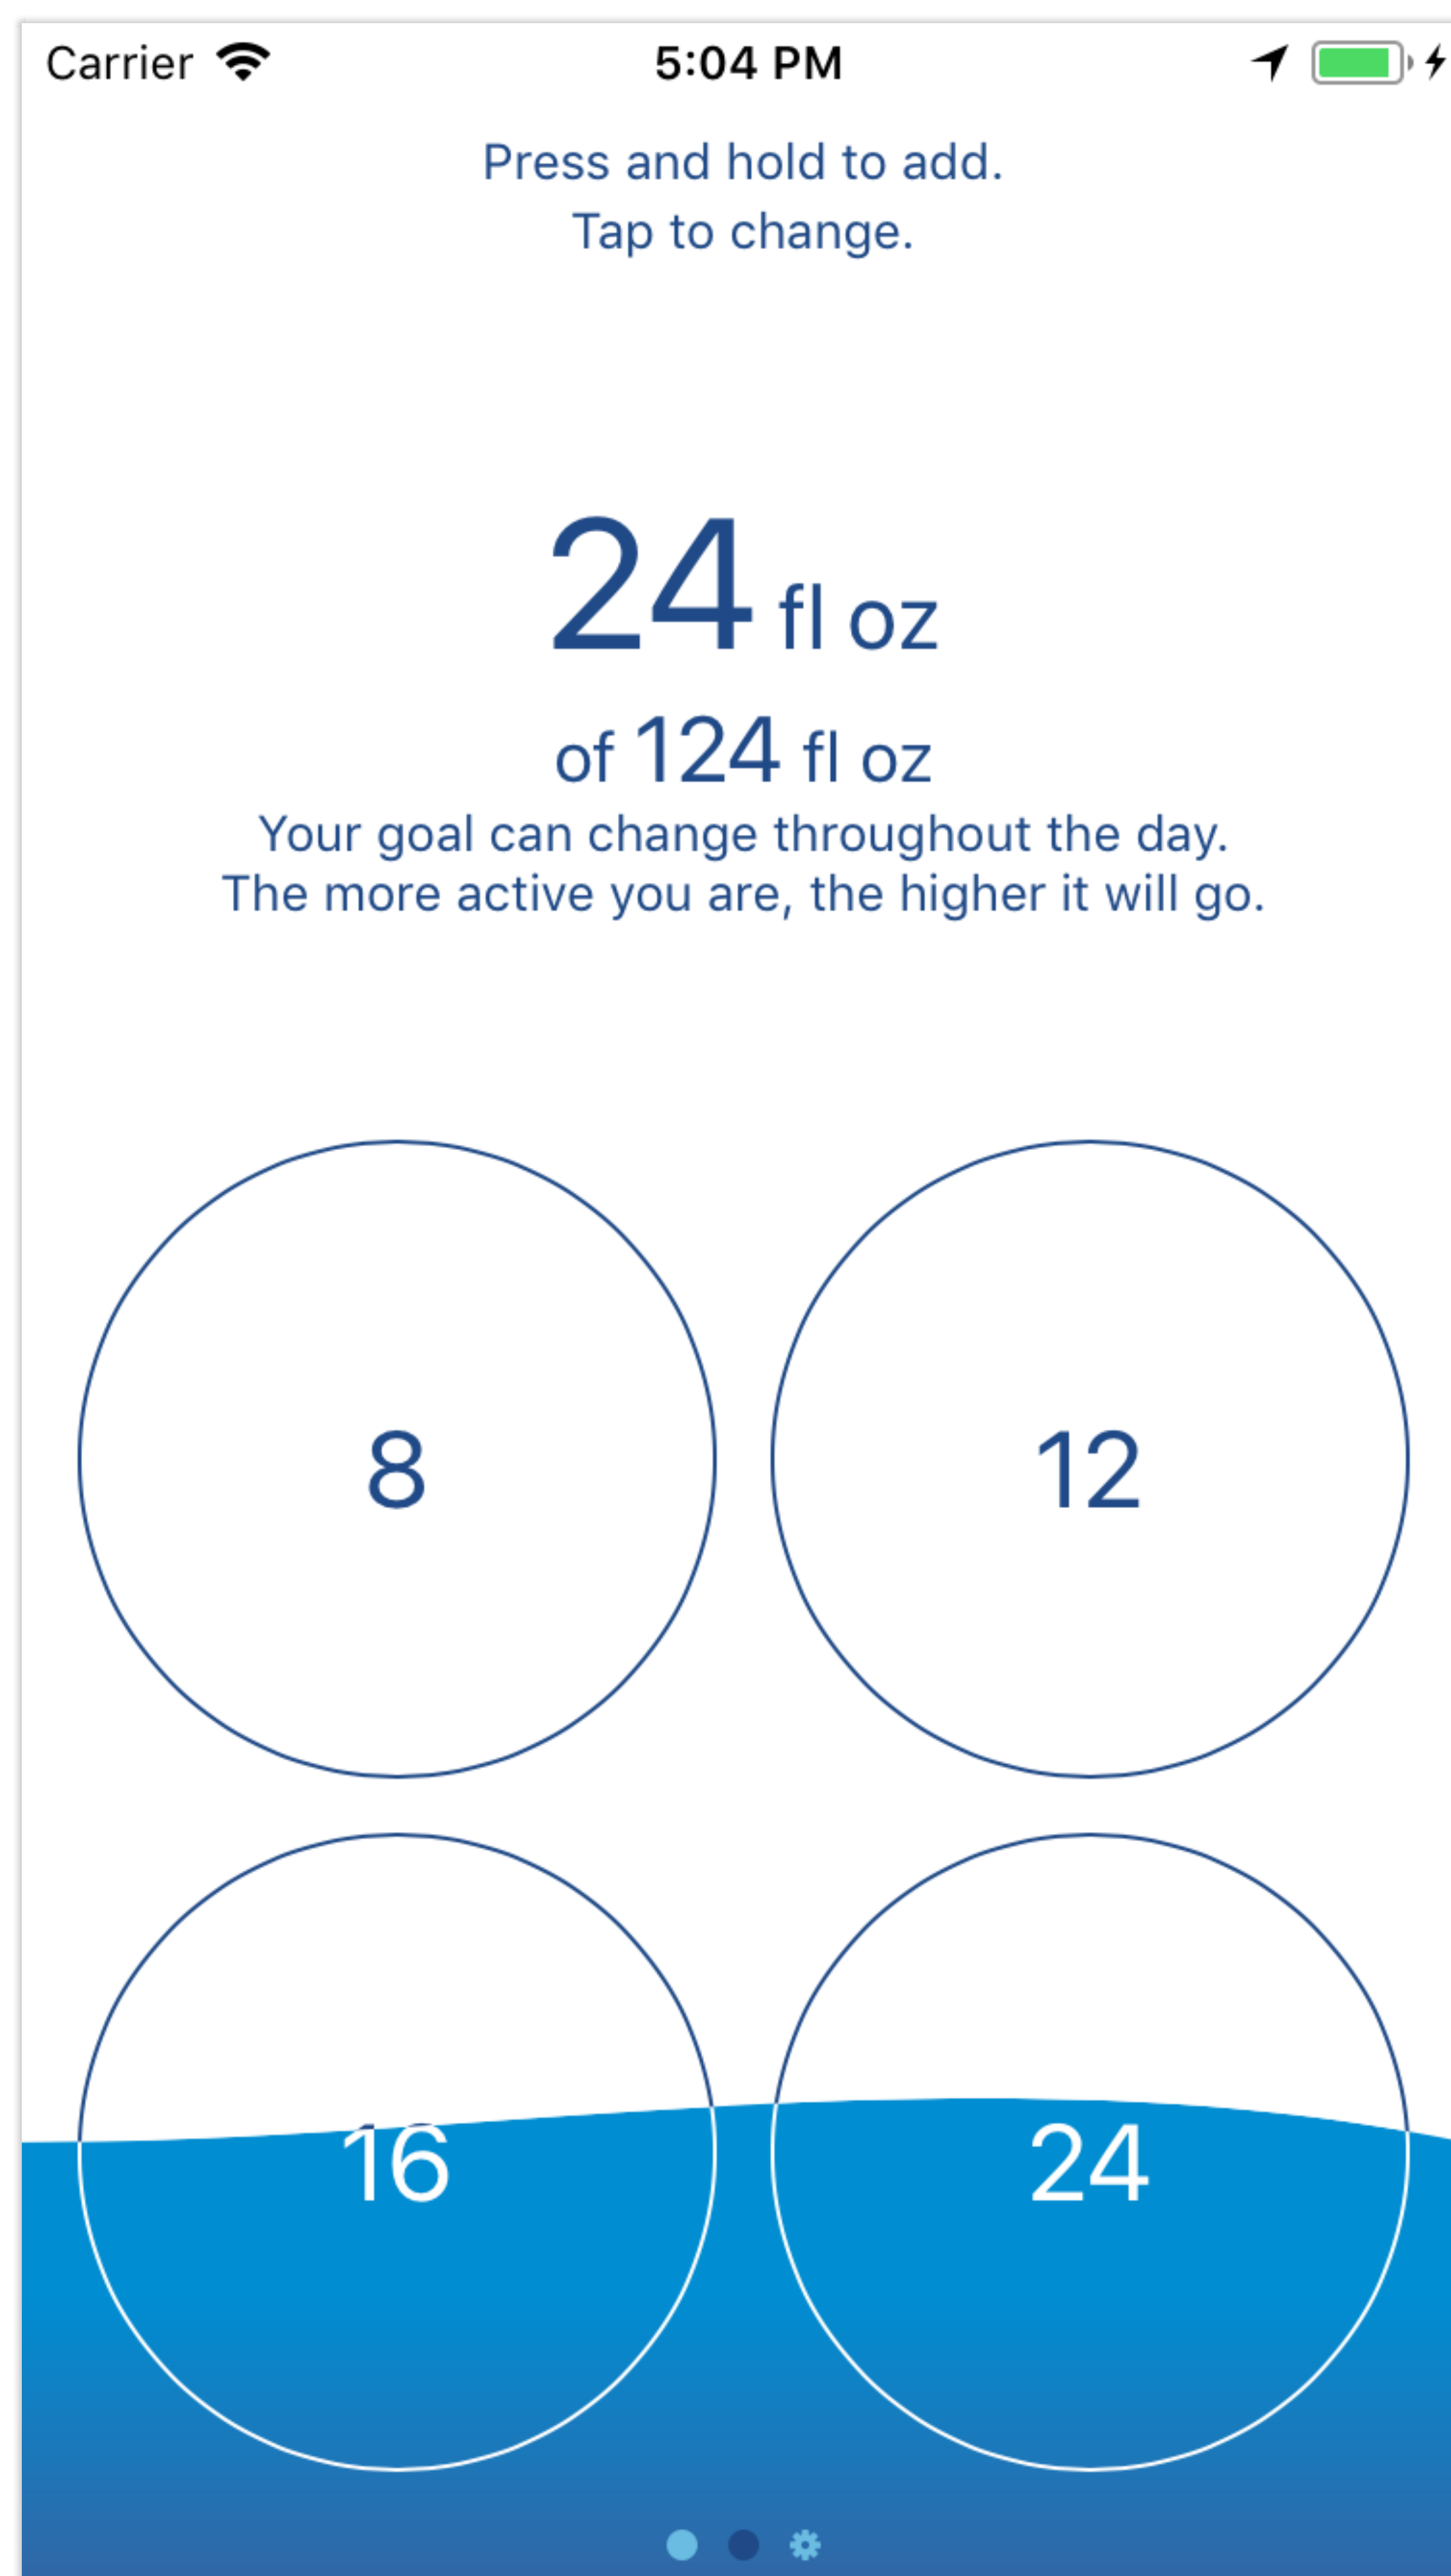 Carrier 5:04 PM
Press and hold to add.
Tap to change.
24 fl oz
of 124 fl oz
Your goal can change throughout the day.
The more active you are, the higher it will go.
8 12
16 24